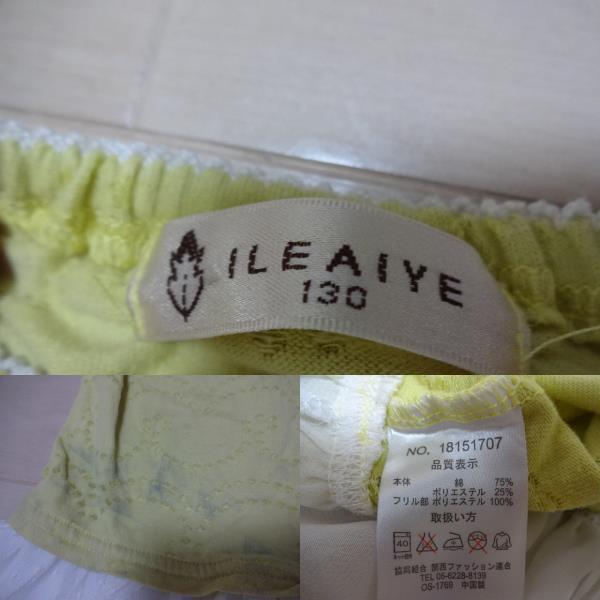 ILEAIYE
130
NO. 18151707
品質表示
本体 綿 75%
ポリエステル 25%
フリル部 ポリエステル 100%
取扱い方
40
協同組合 関西ファッション連合
TEL 06-6228-8139
OS-1769 中国製